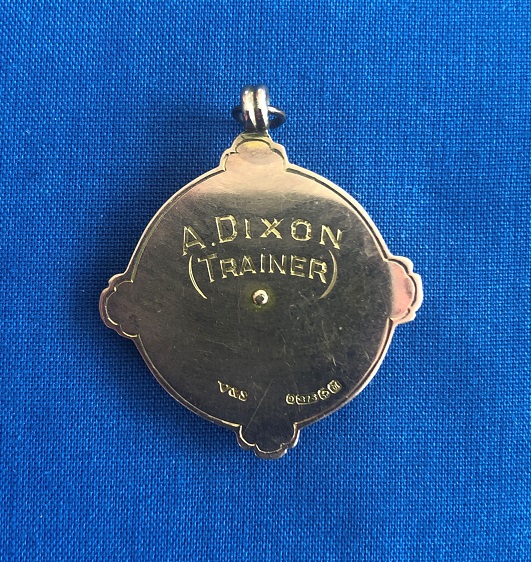 A. DIXON
(TRAINER)
V&S